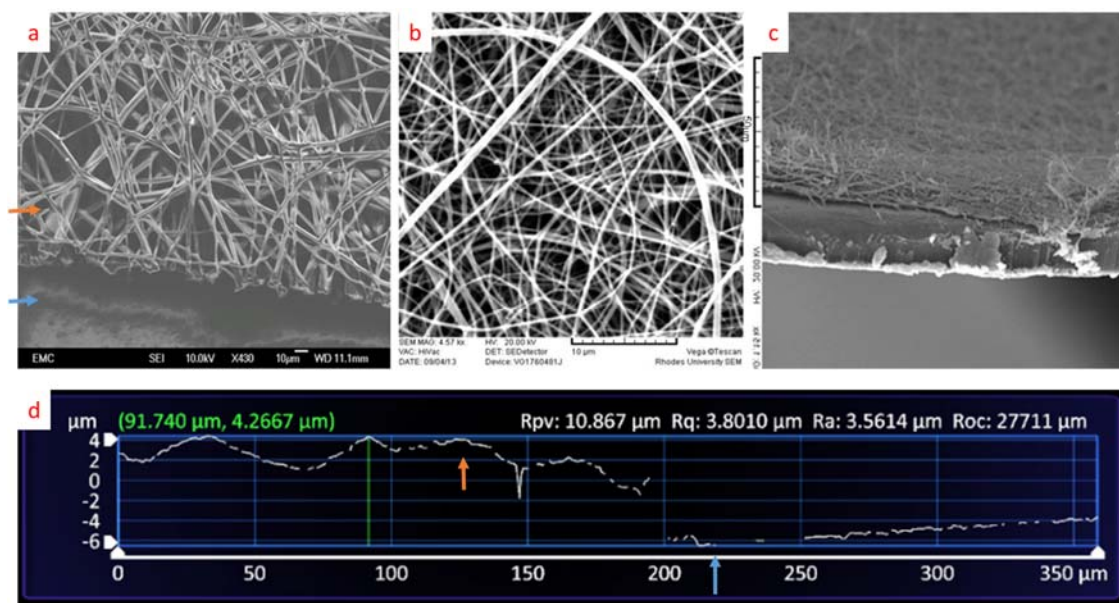 a
EMC SEI 10.0kV X430 10µm WD 11.1mm
b
SEM MAG: 4.57 kx HV: 20.00 kV
VAC: HiVac DET: SEDetector 10 µm Vega ©Tescan
DATE: 09/04/13 Device: VG1760481J Rhodes University SEM
c
50µm
d
µm (91.740 µm, 4.2667 µm) Rpv: 10.867 µm Rq: 3.8010 µm Ra: 3.5614 µm Roc: 27711 µm
4
2
0
-2
-4
-6
0 50 100 150 200 250 300 350 µm